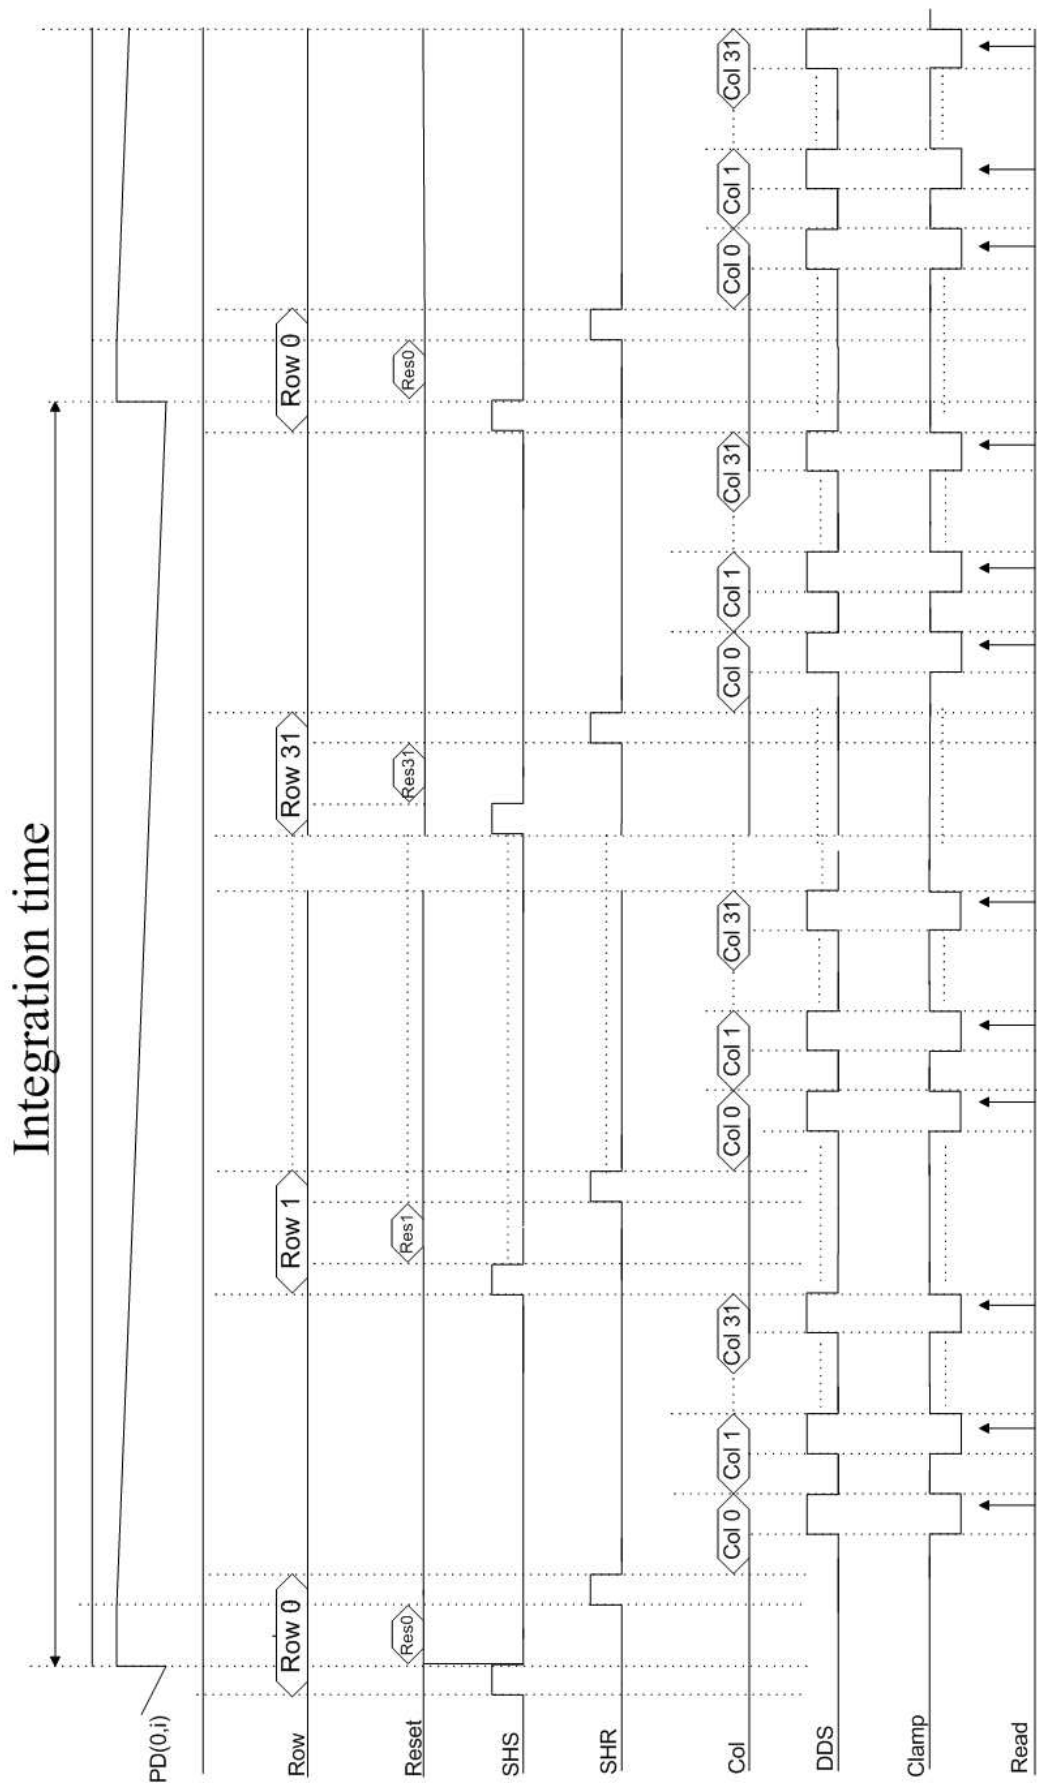 Integration time
PD(0,i)
Row
Row 0
Row 1
Row 31
Row 0
Reset
Res0
Res1
Res31
Res0
SHS
SHR
Col
Col 0
Col 1
Col 31
Col 0
Col 1
Col 31
Col 0
Col 1
Col 31
Col 0
Col 1
Col 31
DDS
Clamp
Read